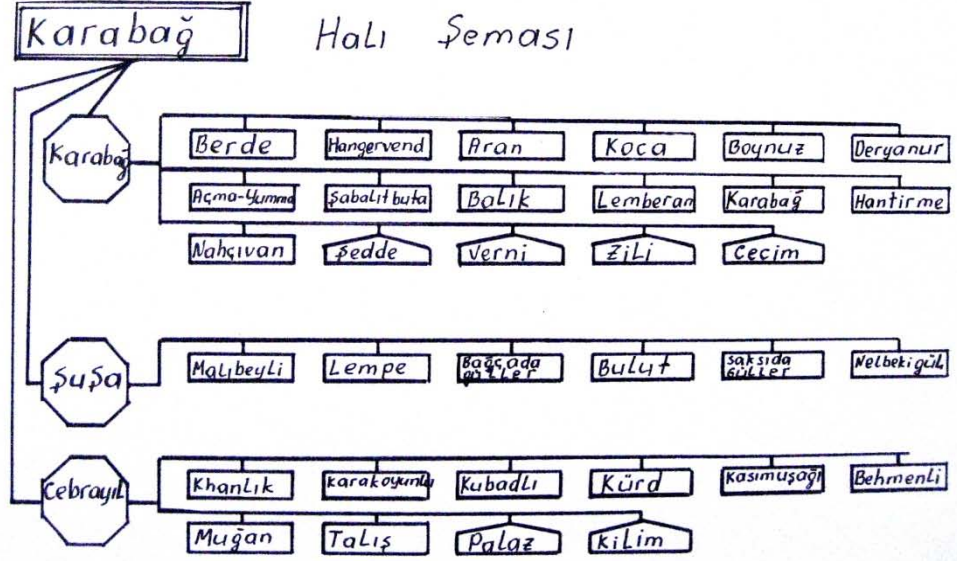 Karabağ Halı Şeması
Karabağ
Berde Hangervend Aran Koca Boynuz Deryanur
Açma-Yumma Şabalıt buta Balık Lemberan Karabağ Hantirme
Nahçıvan Şedde Verni Zili Cecim
Şuşa
Malıbeyli Lempe Bağçada güller Bulut Saksıda Güller Nelbekigül
Cebrayıl
Khanlık Karakoyunlu Kubadlı Kürd Kasımuşağı Behmenli
Muğan Talış Palaz Kilim